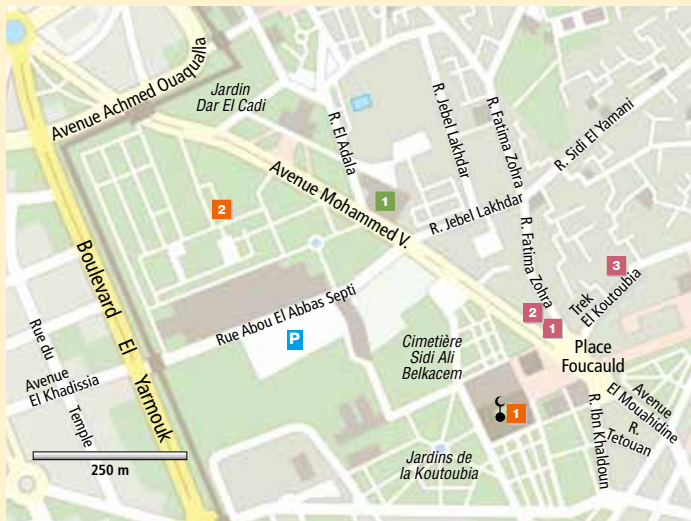 Avenue Achmed Ouaqualla
Jardin
Dar El Cadi
R. El Adala
R. Jebel Lakhdar
R. Fatima Zohra
R. Sidi El Yamani
Avenue Mohammed V.
1
2
R. Jebel Lakhdar
R. Fatima Zohra
3
Trek
El Koutoubia
Boulevard El Yarmouk
Rue Abou El Abbas Septi
P
2
1
Cimetière
Sidi Ali
Belkacem
Place
Foucauld
Rue du Temple
Avenue
El Khadissia
1
Avenue
El Mouahidine
R. Ibn Khaldoun
R.
Tetouan
Jardins de
la Koutoubia
250 m